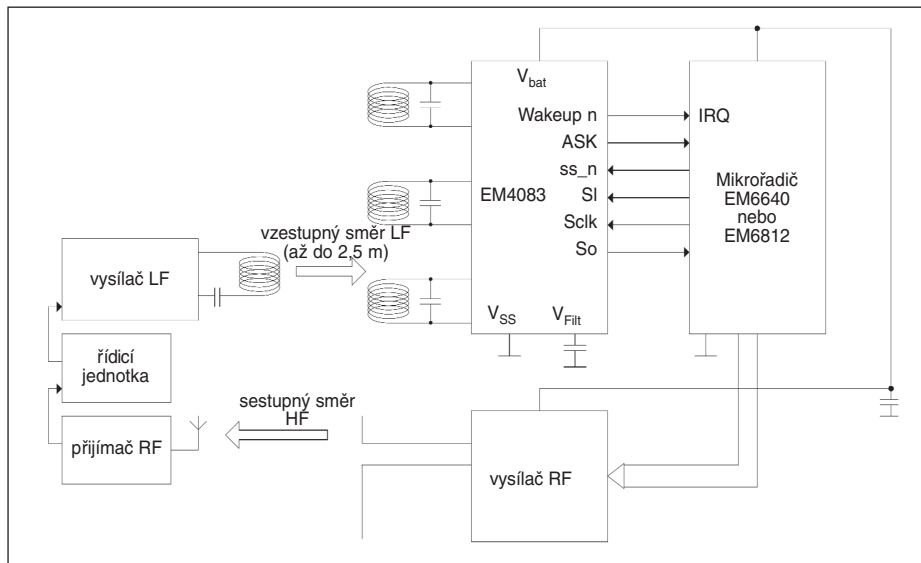 V_bat
Wakeup n
ASK
ss_n
SI
Sclk
So
EM4083
V_SS
V_Filt
IRQ
Mikrořadič
EM6640
nebo
EM6812
vzestupný směr LF
(až do 2,5 m)
vysílač LF
řídicí
jednotka
přijímač RF
sestupný směr
HF
vysílač RF